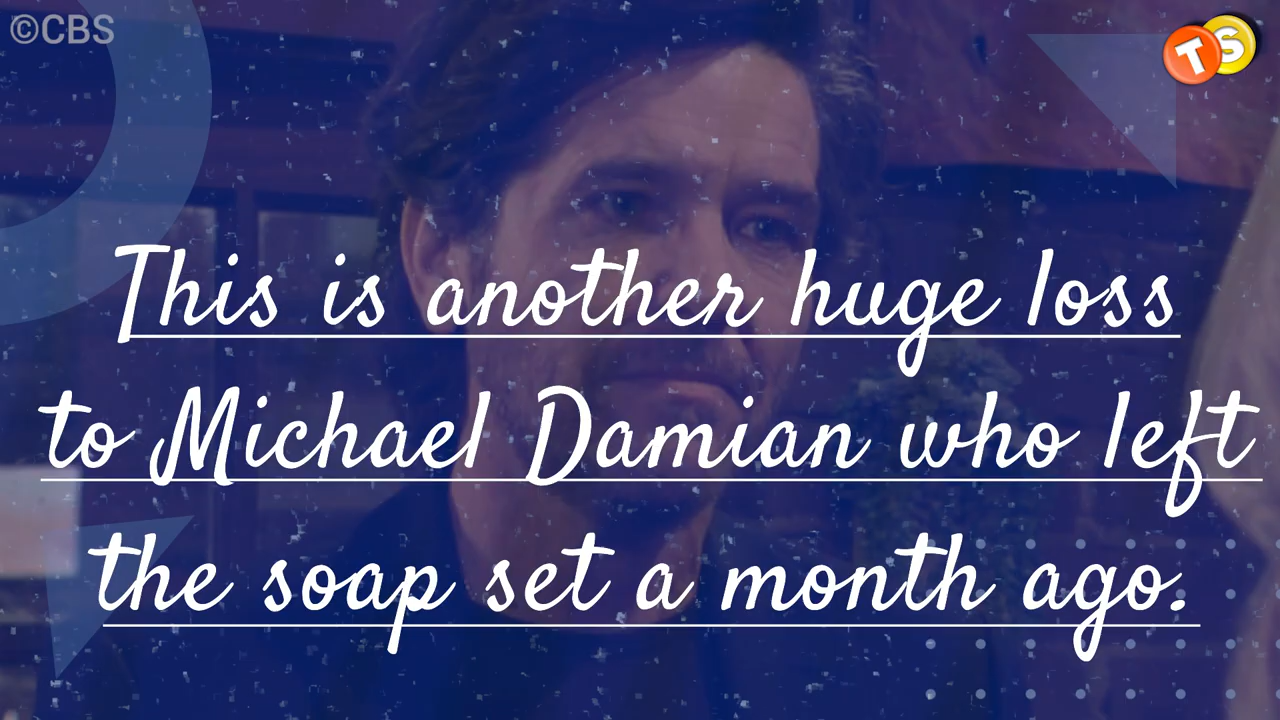 ©CBS
TS
This is another huge loss
to Michael Damian who left
the soap set a month ago.